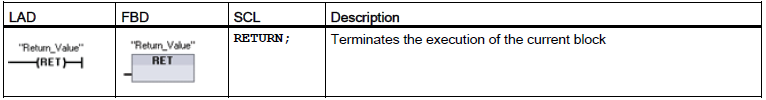 LAD FBD SCL Description
"Return_Value" "Return_Value" RETURN; Terminates the execution of the current block
(RET) RET